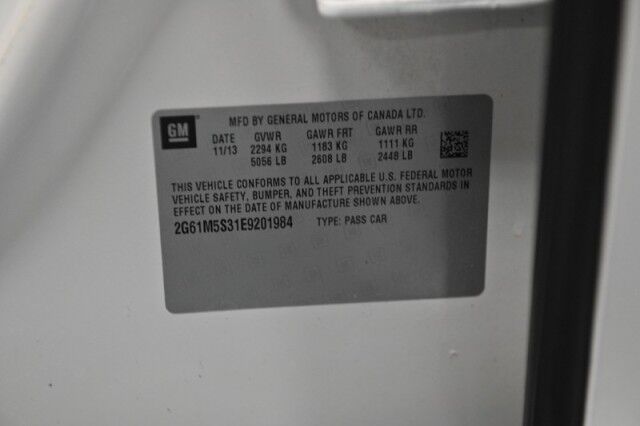 GM
MFD BY GENERAL MOTORS OF CANADA LTD.
DATE GVWR GAWR FRT GAWR RR
11/13 2294 KG 1183 KG 1111 KG
5056 LB 2608 LB 2448 LB
THIS VEHICLE CONFORMS TO ALL APPLICABLE U.S. FEDERAL MOTOR
VEHICLE SAFETY, BUMPER, AND THEFT PREVENTION STANDARDS IN
EFFECT ON THE DATE OF MANUFACTURE SHOWN ABOVE.
2G61M5S31E9201984 TYPE: PASS CAR